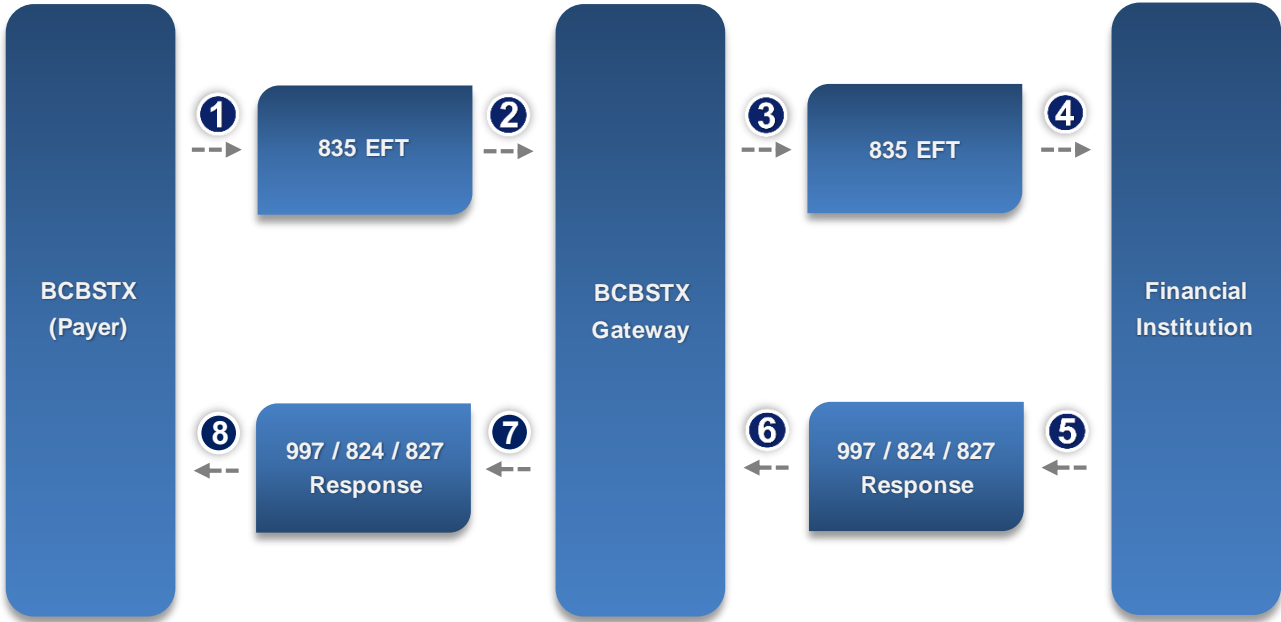 1
835 EFT
2
3
835 EFT
4
BCBSTX
(Payer)
BCBSTX
Gateway
Financial
Institution
8
997 / 824 / 827
Response
7
6
997 / 824 / 827
Response
5